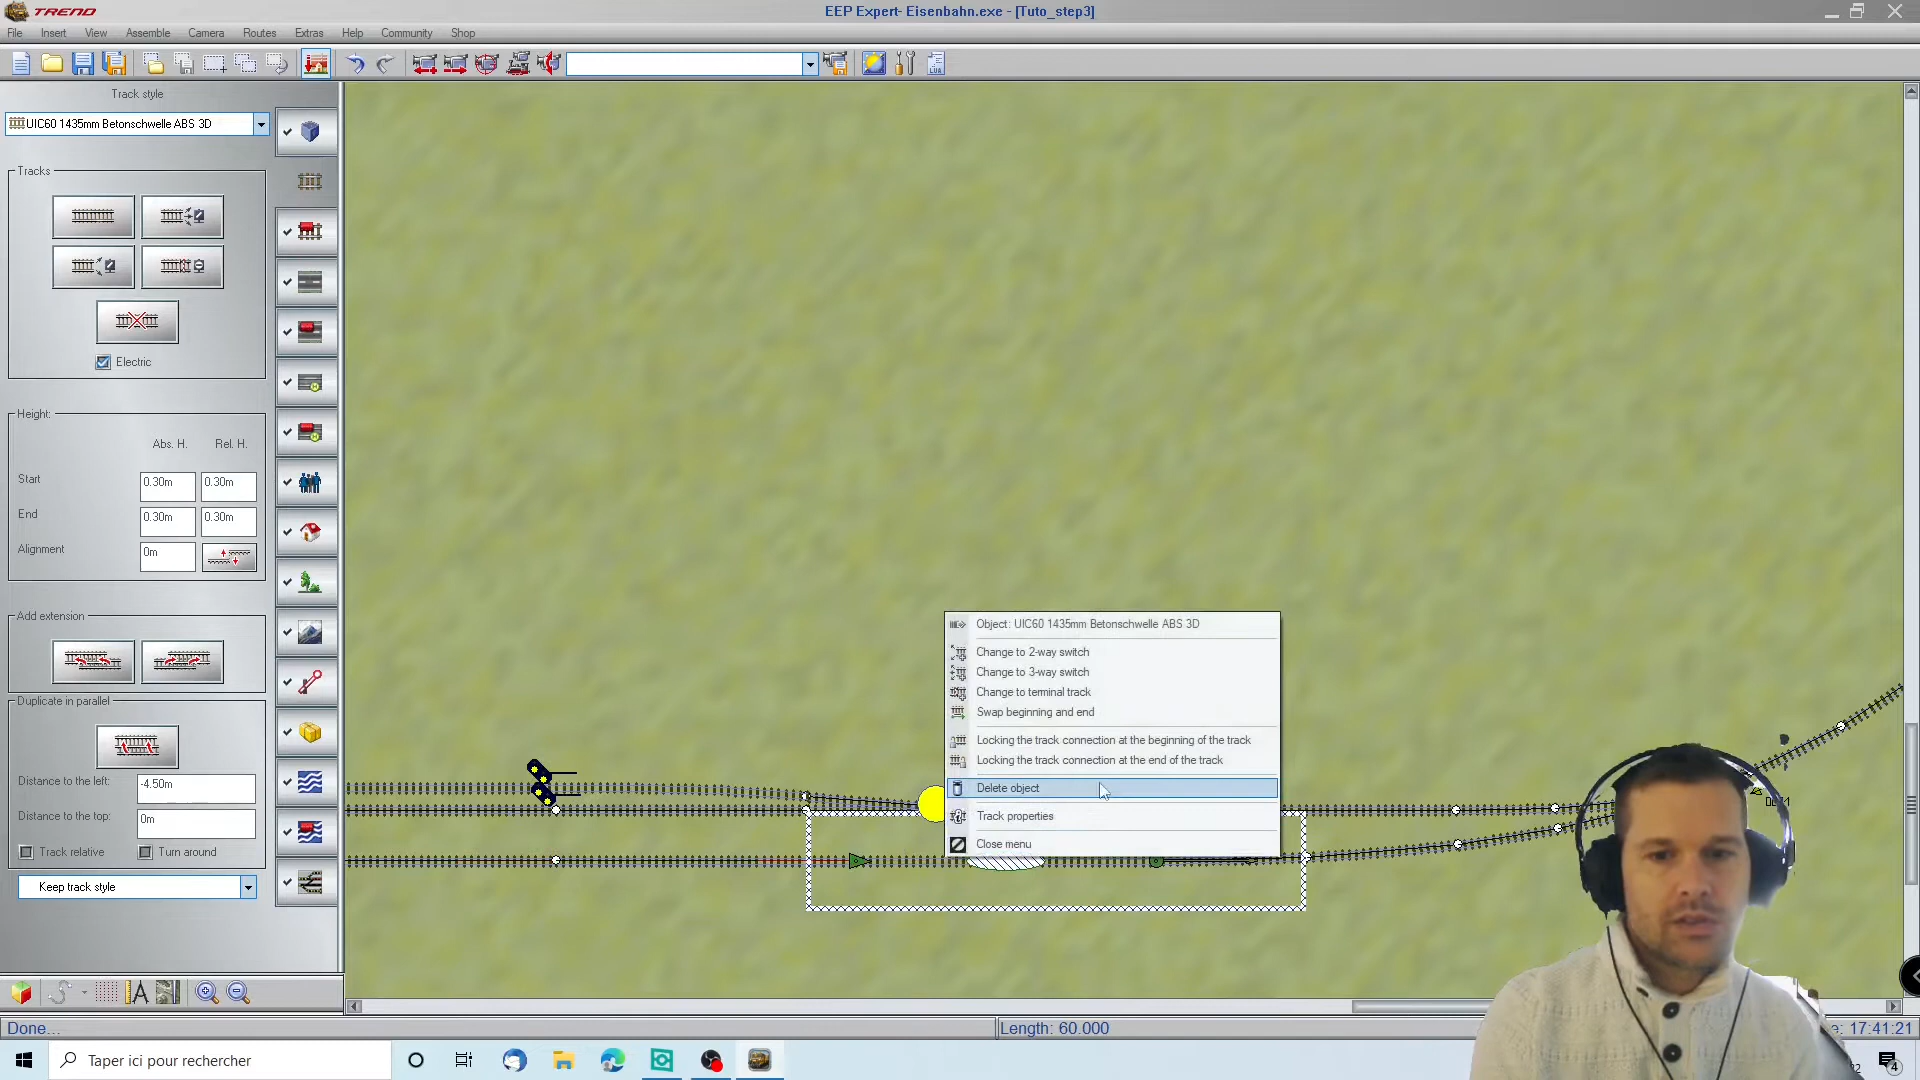 TREND
EEP Expert- Eisenbahn.exe - [Tuto_step3]
File Insert View Assemble Camera Routes Extras Help Community Shop
LUA
Track style
UIC60 1435mm Betonschwelle ABS 3D
Tracks
Electric
Height:
Abs. H. Rel. H.
Start 0.30m 0.30m
End 0.30m 0.30m
Alignment 0m
Add extension
Duplicate in parallel
Distance to the left: -4.50m
Distance to the top: 0m
Track relative Turn around
Keep track style
Object: UIC60 1435mm Betonschwelle ABS 3D
Change to 2-way switch
Change to 3-way switch
Change to terminal track
Swap beginning and end
Locking the track connection at the beginning of the track
Locking the track connection at the end of the track
Delete object
Track properties
Close menu
Done...
Length: 60.000
e: 17:41:21
Taper ici pour rechercher
4